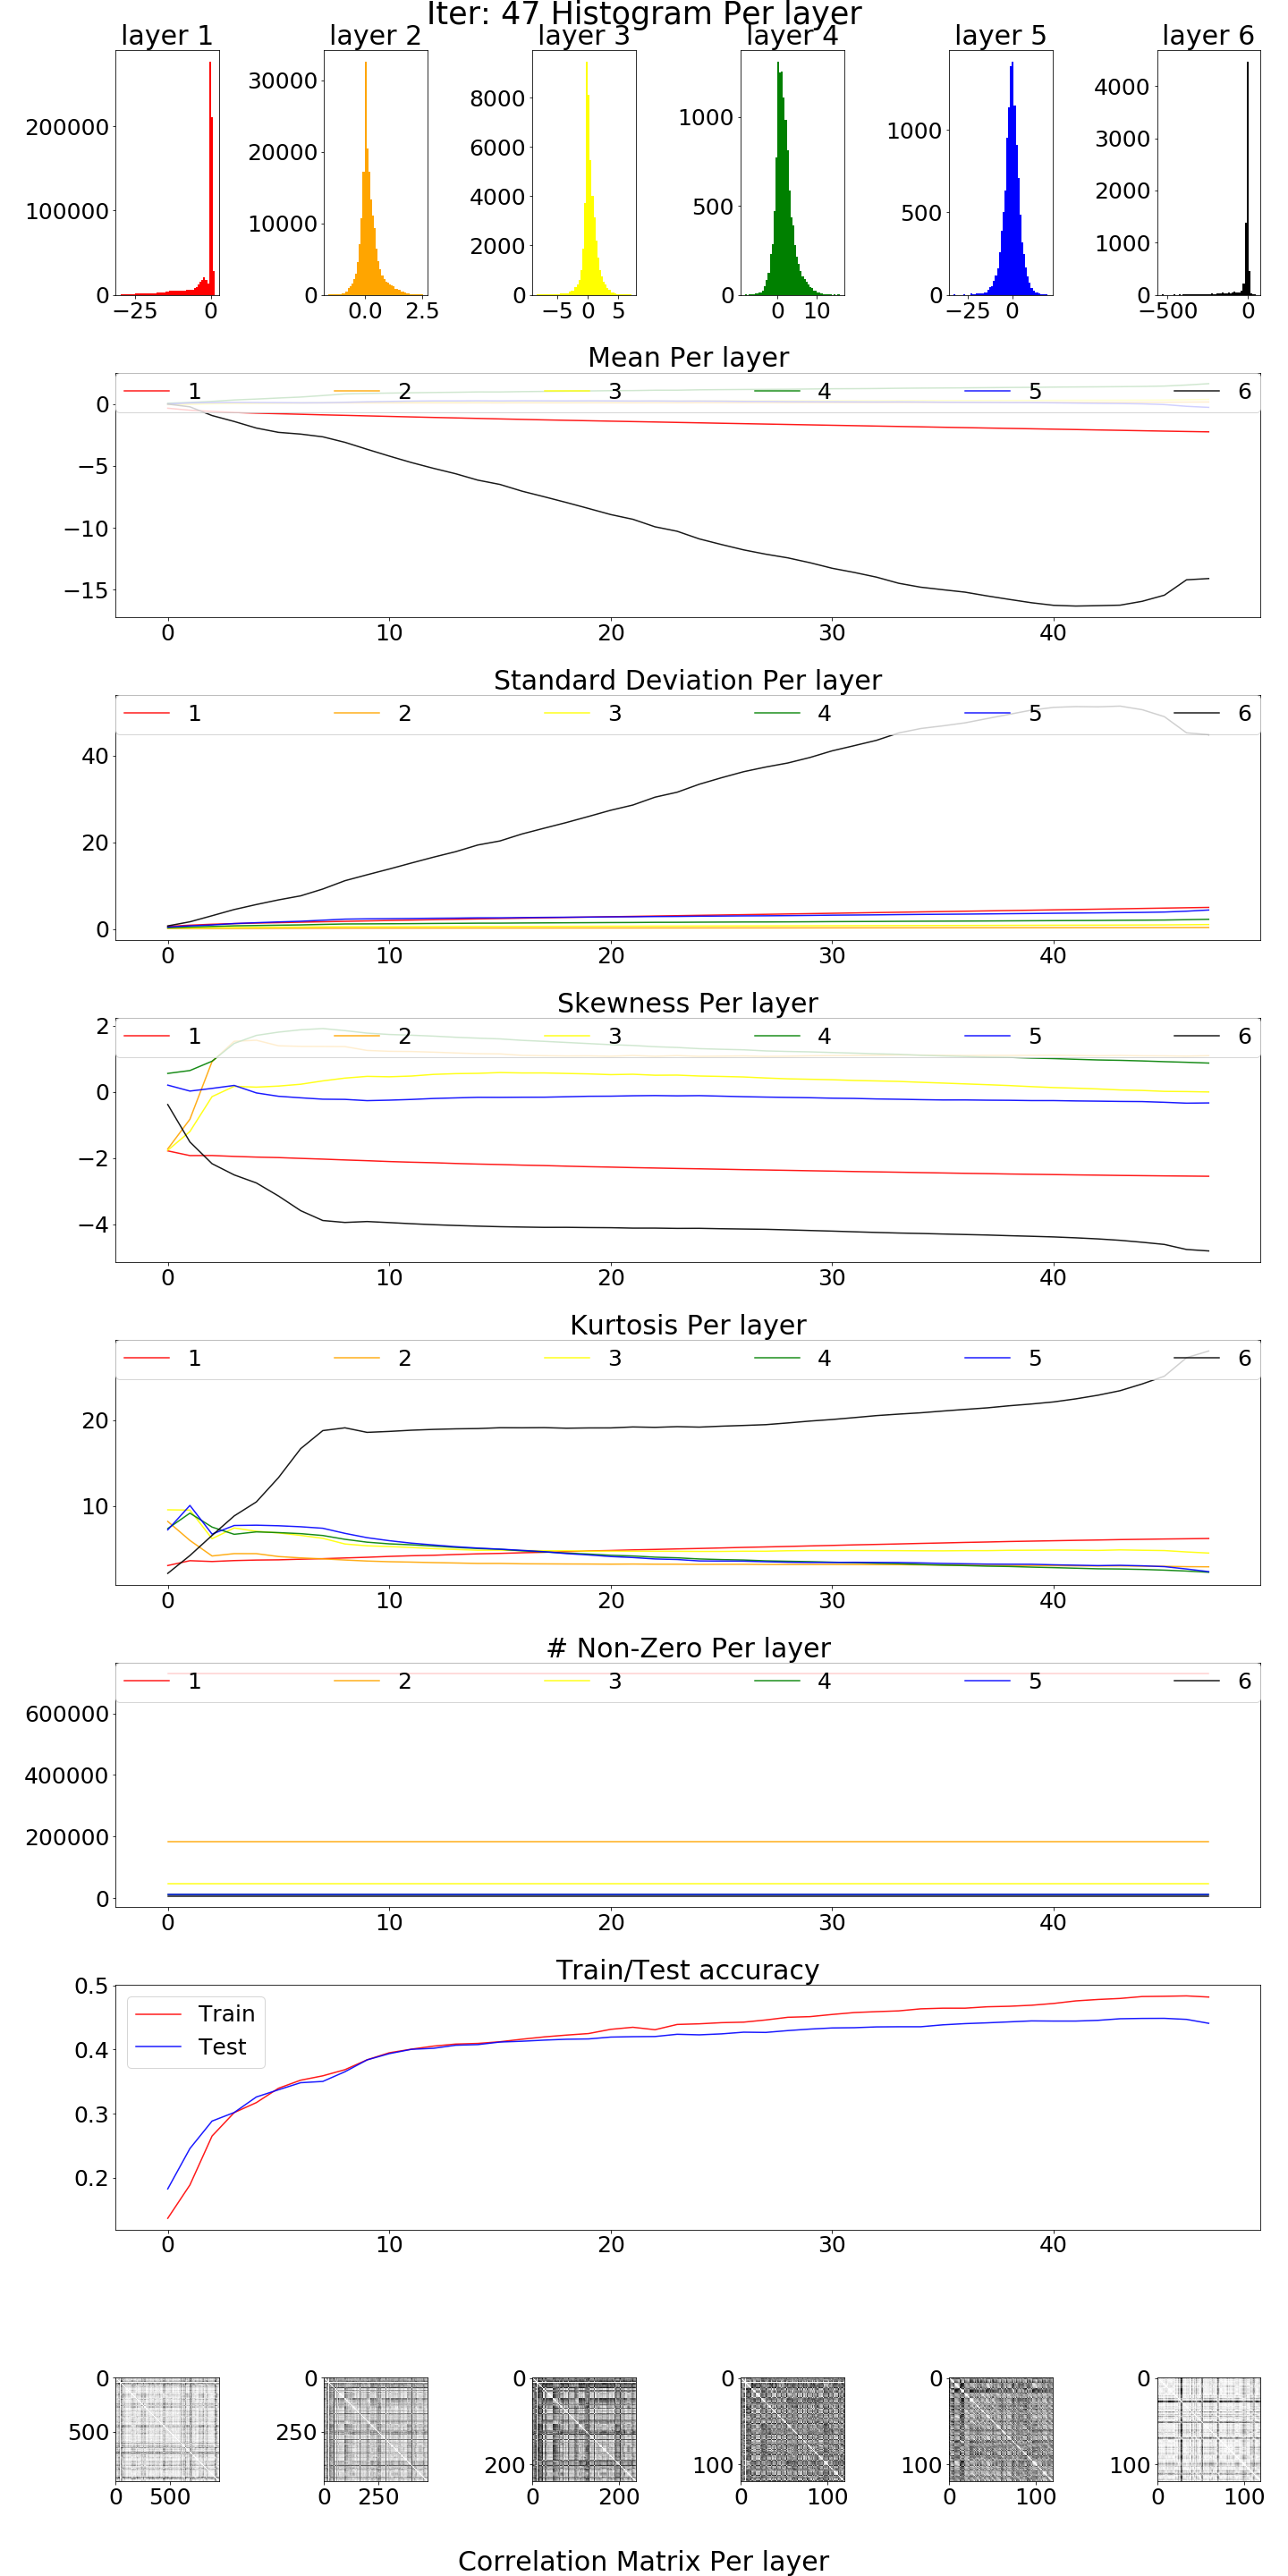 Iter: 47 Histogram Per layer
layer 1 layer 2 layer 3 layer 4 layer 5 layer 6
200000 100000 0 −25 0
30000 20000 10000 0 0.0 2.5
8000 6000 4000 2000 0 −5 0 5
1000 500 0 0 10
1000 500 0 −25 0
4000 3000 2000 1000 0 −500 0
Mean Per layer
1 2 3 4 5 6
0
−5
−10
−15
0 10 20 30 40
Standard Deviation Per layer
1 2 3 4 5 6
40
20
0
0 10 20 30 40
Skewness Per layer
2
1 2 3 4 5 6
0
−2
−4
0 10 20 30 40
Kurtosis Per layer
1 2 3 4 5 6
20
10
0 10 20 30 40
# Non-Zero Per layer
1 2 3 4 5 6
600000
400000
200000
0
0 10 20 30 40
Train/Test accuracy
0.5
Train
Test
0.4
0.3
0.2
0 10 20 30 40
0 500 0 500
0 250 0 250
0 200 0 200
0 100 0 100
0 100 0 100
0 100 0 100
Correlation Matrix Per layer